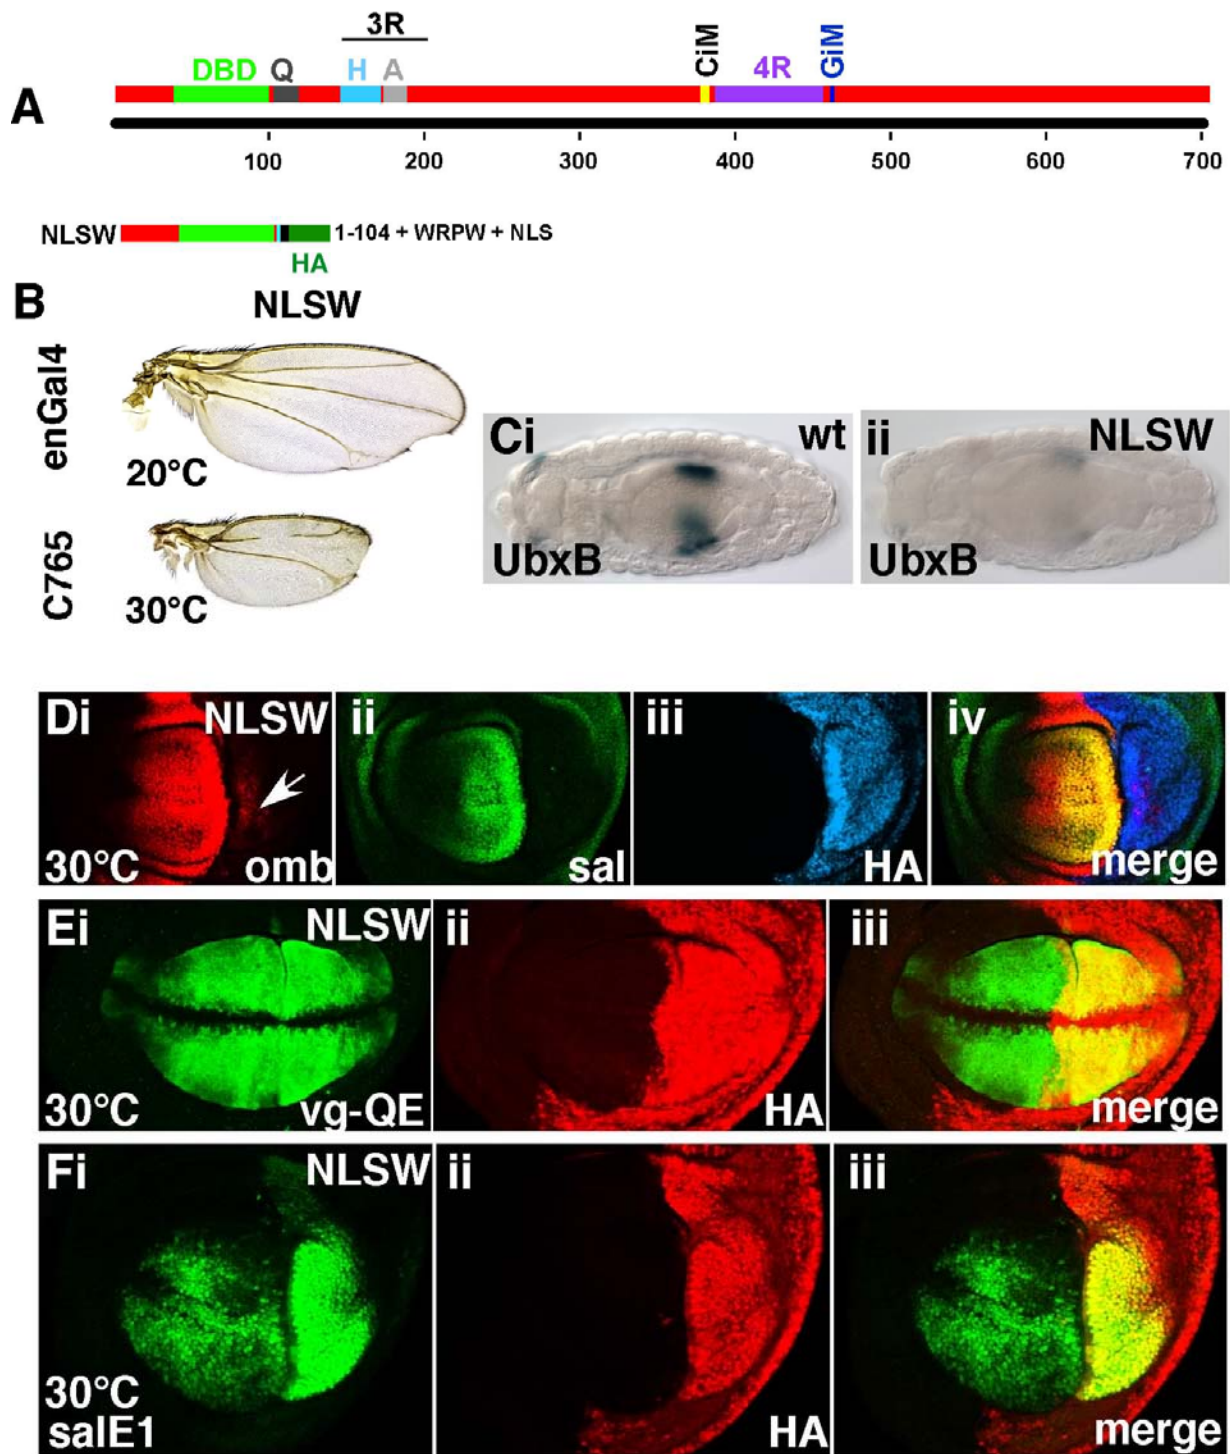 3R
DBD Q H A CiM 4R GiM
A
100 200 300 400 500 600 700
NLSW 1-104 + WRPW + NLS
HA
B NLSW
enGal4
20°C
C765
30°C
Ci wt
UbxB
ii NLSW
UbxB
Di NLSW
30°C omb
ii
sal
iii
HA
iv
merge
Ei NLSW
30°C vg-QE
ii
HA
iii
merge
Fi NLSW
30°C
salE1
ii
HA
iii
merge